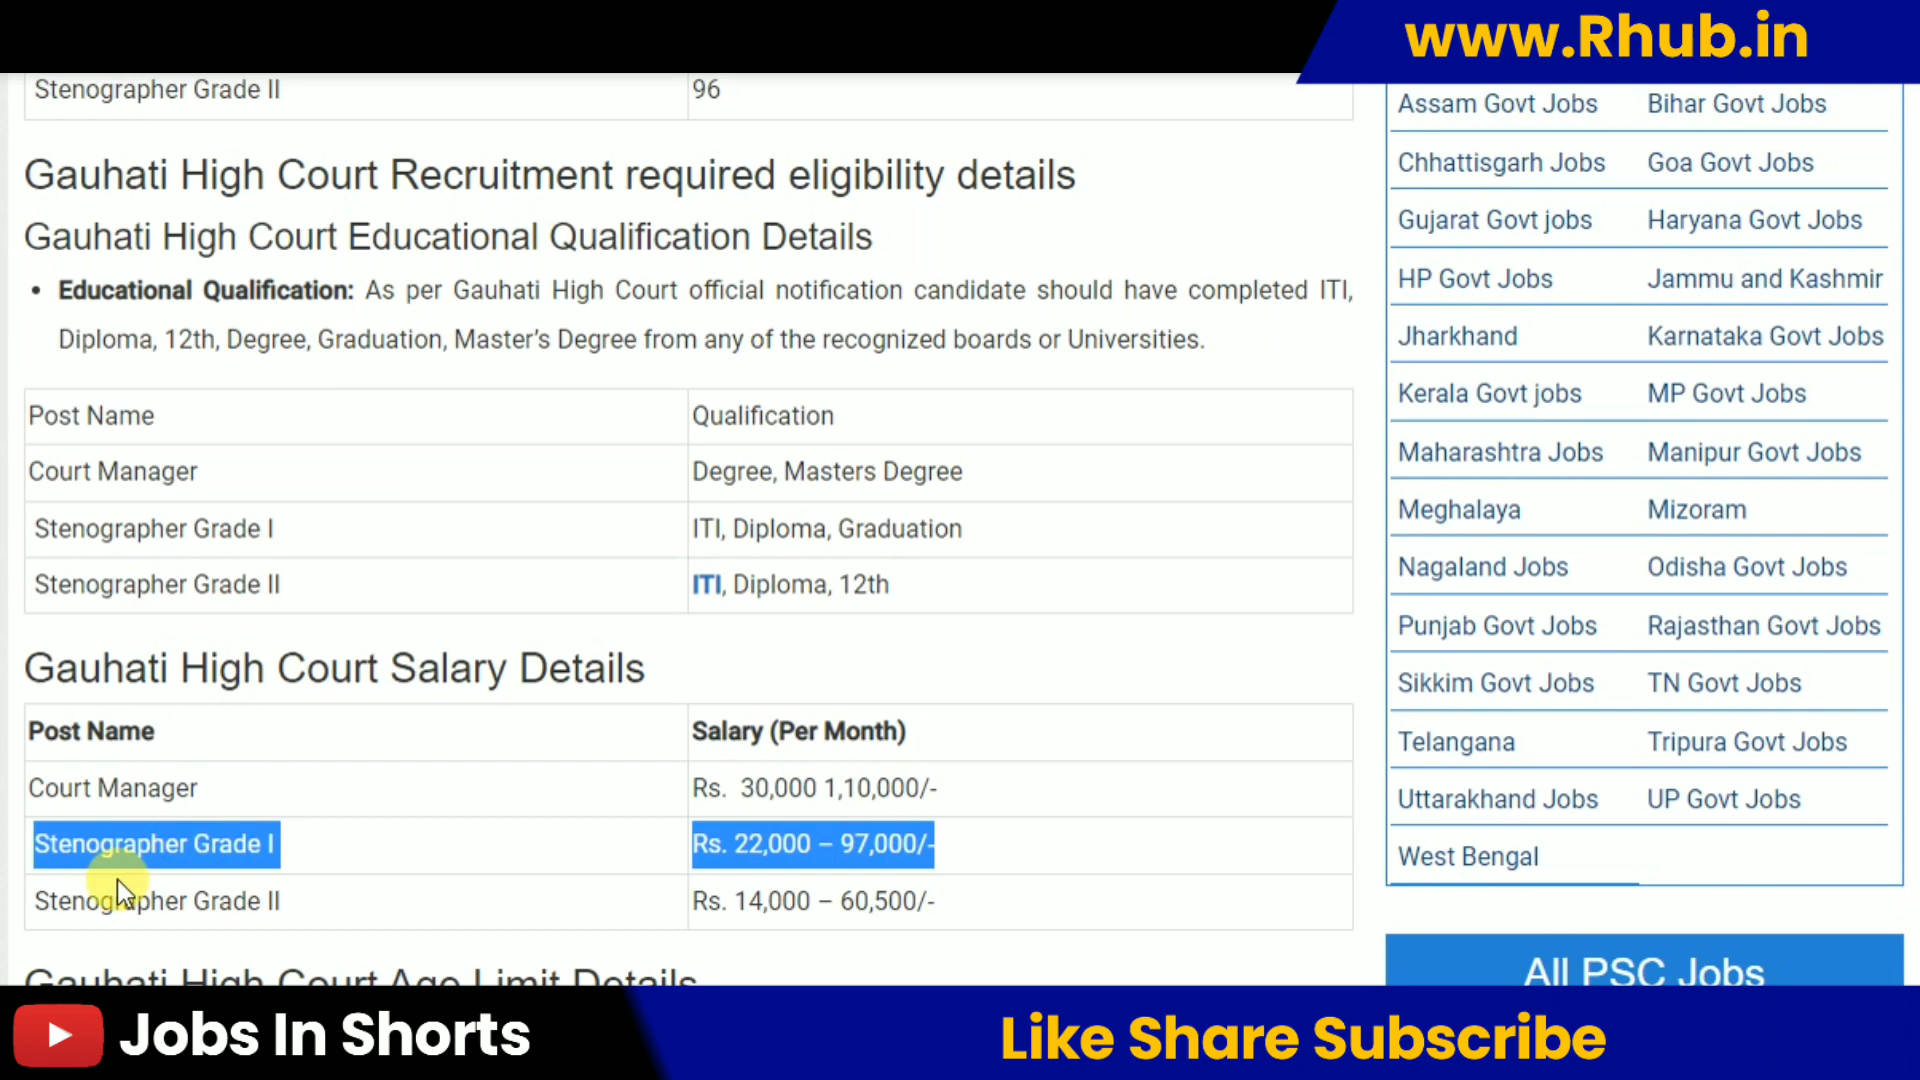 www.Rhub.in
Stenographer Grade II 96
Gauhati High Court Recruitment required eligibility details
Gauhati High Court Educational Qualification Details
• Educational Qualification: As per Gauhati High Court official notification candidate should have completed ITI,
Diploma, 12th, Degree, Graduation, Master's Degree from any of the recognized boards or Universities.
Post Name Qualification
Court Manager Degree, Masters Degree
Stenographer Grade I ITI, Diploma, Graduation
Stenographer Grade II ITI, Diploma, 12th
Gauhati High Court Salary Details
Post Name Salary (Per Month)
Court Manager Rs.  30,000 1,10,000/-
Stenographer Grade I Rs. 22,000 – 97,000/-
Stenographer Grade II Rs. 14,000 – 60,500/-
Gauhati High Court Age Limit Details
Assam Govt Jobs Bihar Govt Jobs
Chhattisgarh Jobs Goa Govt Jobs
Gujarat Govt jobs Haryana Govt Jobs
HP Govt Jobs Jammu and Kashmir
Jharkhand Karnataka Govt Jobs
Kerala Govt jobs MP Govt Jobs
Maharashtra Jobs Manipur Govt Jobs
Meghalaya Mizoram
Nagaland Jobs Odisha Govt Jobs
Punjab Govt Jobs Rajasthan Govt Jobs
Sikkim Govt Jobs TN Govt Jobs
Telangana Tripura Govt Jobs
Uttarakhand Jobs UP Govt Jobs
West Bengal
All PSC Jobs
Jobs In Shorts
Like Share Subscribe